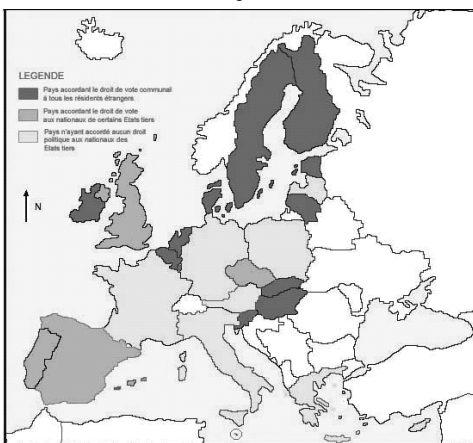 LEGENDE
Pays accordant le droit de vote communal
à tous les résidents étrangers
Pays accordant le droit de vote
aux nationaux de certains Etats tiers
Pays n'ayant accordé aucun droit
politique aux nationaux des
Etats tiers
N